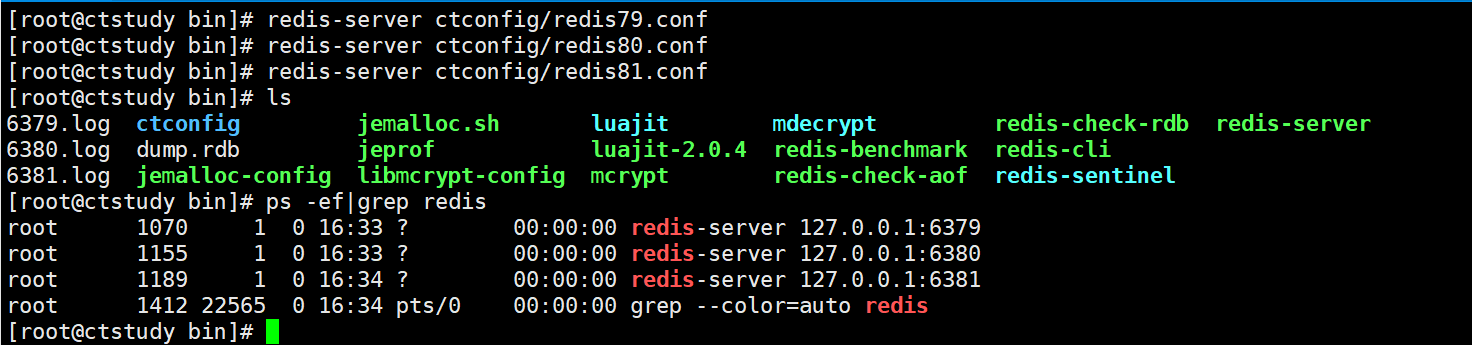 [root@ctstudy bin]# redis-server ctconfig/redis79.conf
[root@ctstudy bin]# redis-server ctconfig/redis80.conf
[root@ctstudy bin]# redis-server ctconfig/redis81.conf
[root@ctstudy bin]# ls
6379.log  ctconfig         jemalloc.sh       luajit        mdecrypt         redis-check-rdb  redis-server
6380.log  dump.rdb         jeprof            luajit-2.0.4  redis-benchmark  redis-cli
6381.log  jemalloc-config  libmcrypt-config  mcrypt        redis-check-aof  redis-sentinel
[root@ctstudy bin]# ps -ef|grep redis
root      1070     1  0 16:33 ?        00:00:00 redis-server 127.0.0.1:6379
root      1155     1  0 16:33 ?        00:00:00 redis-server 127.0.0.1:6380
root      1189     1  0 16:34 ?        00:00:00 redis-server 127.0.0.1:6381
root      1412 22565  0 16:34 pts/0    00:00:00 grep --color=auto redis
[root@ctstudy bin]#